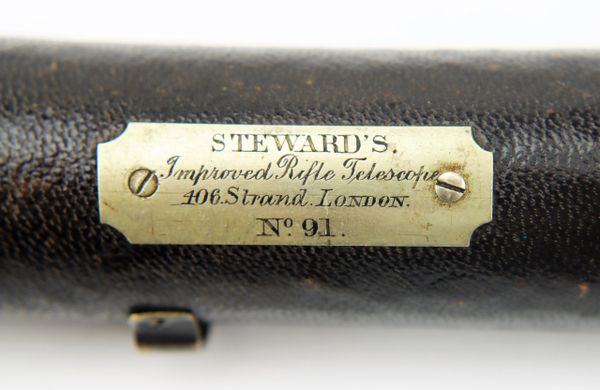 STEWARD'S.
Improved Rifle Telescope
406.Strand.LONDON.
Nº 91.